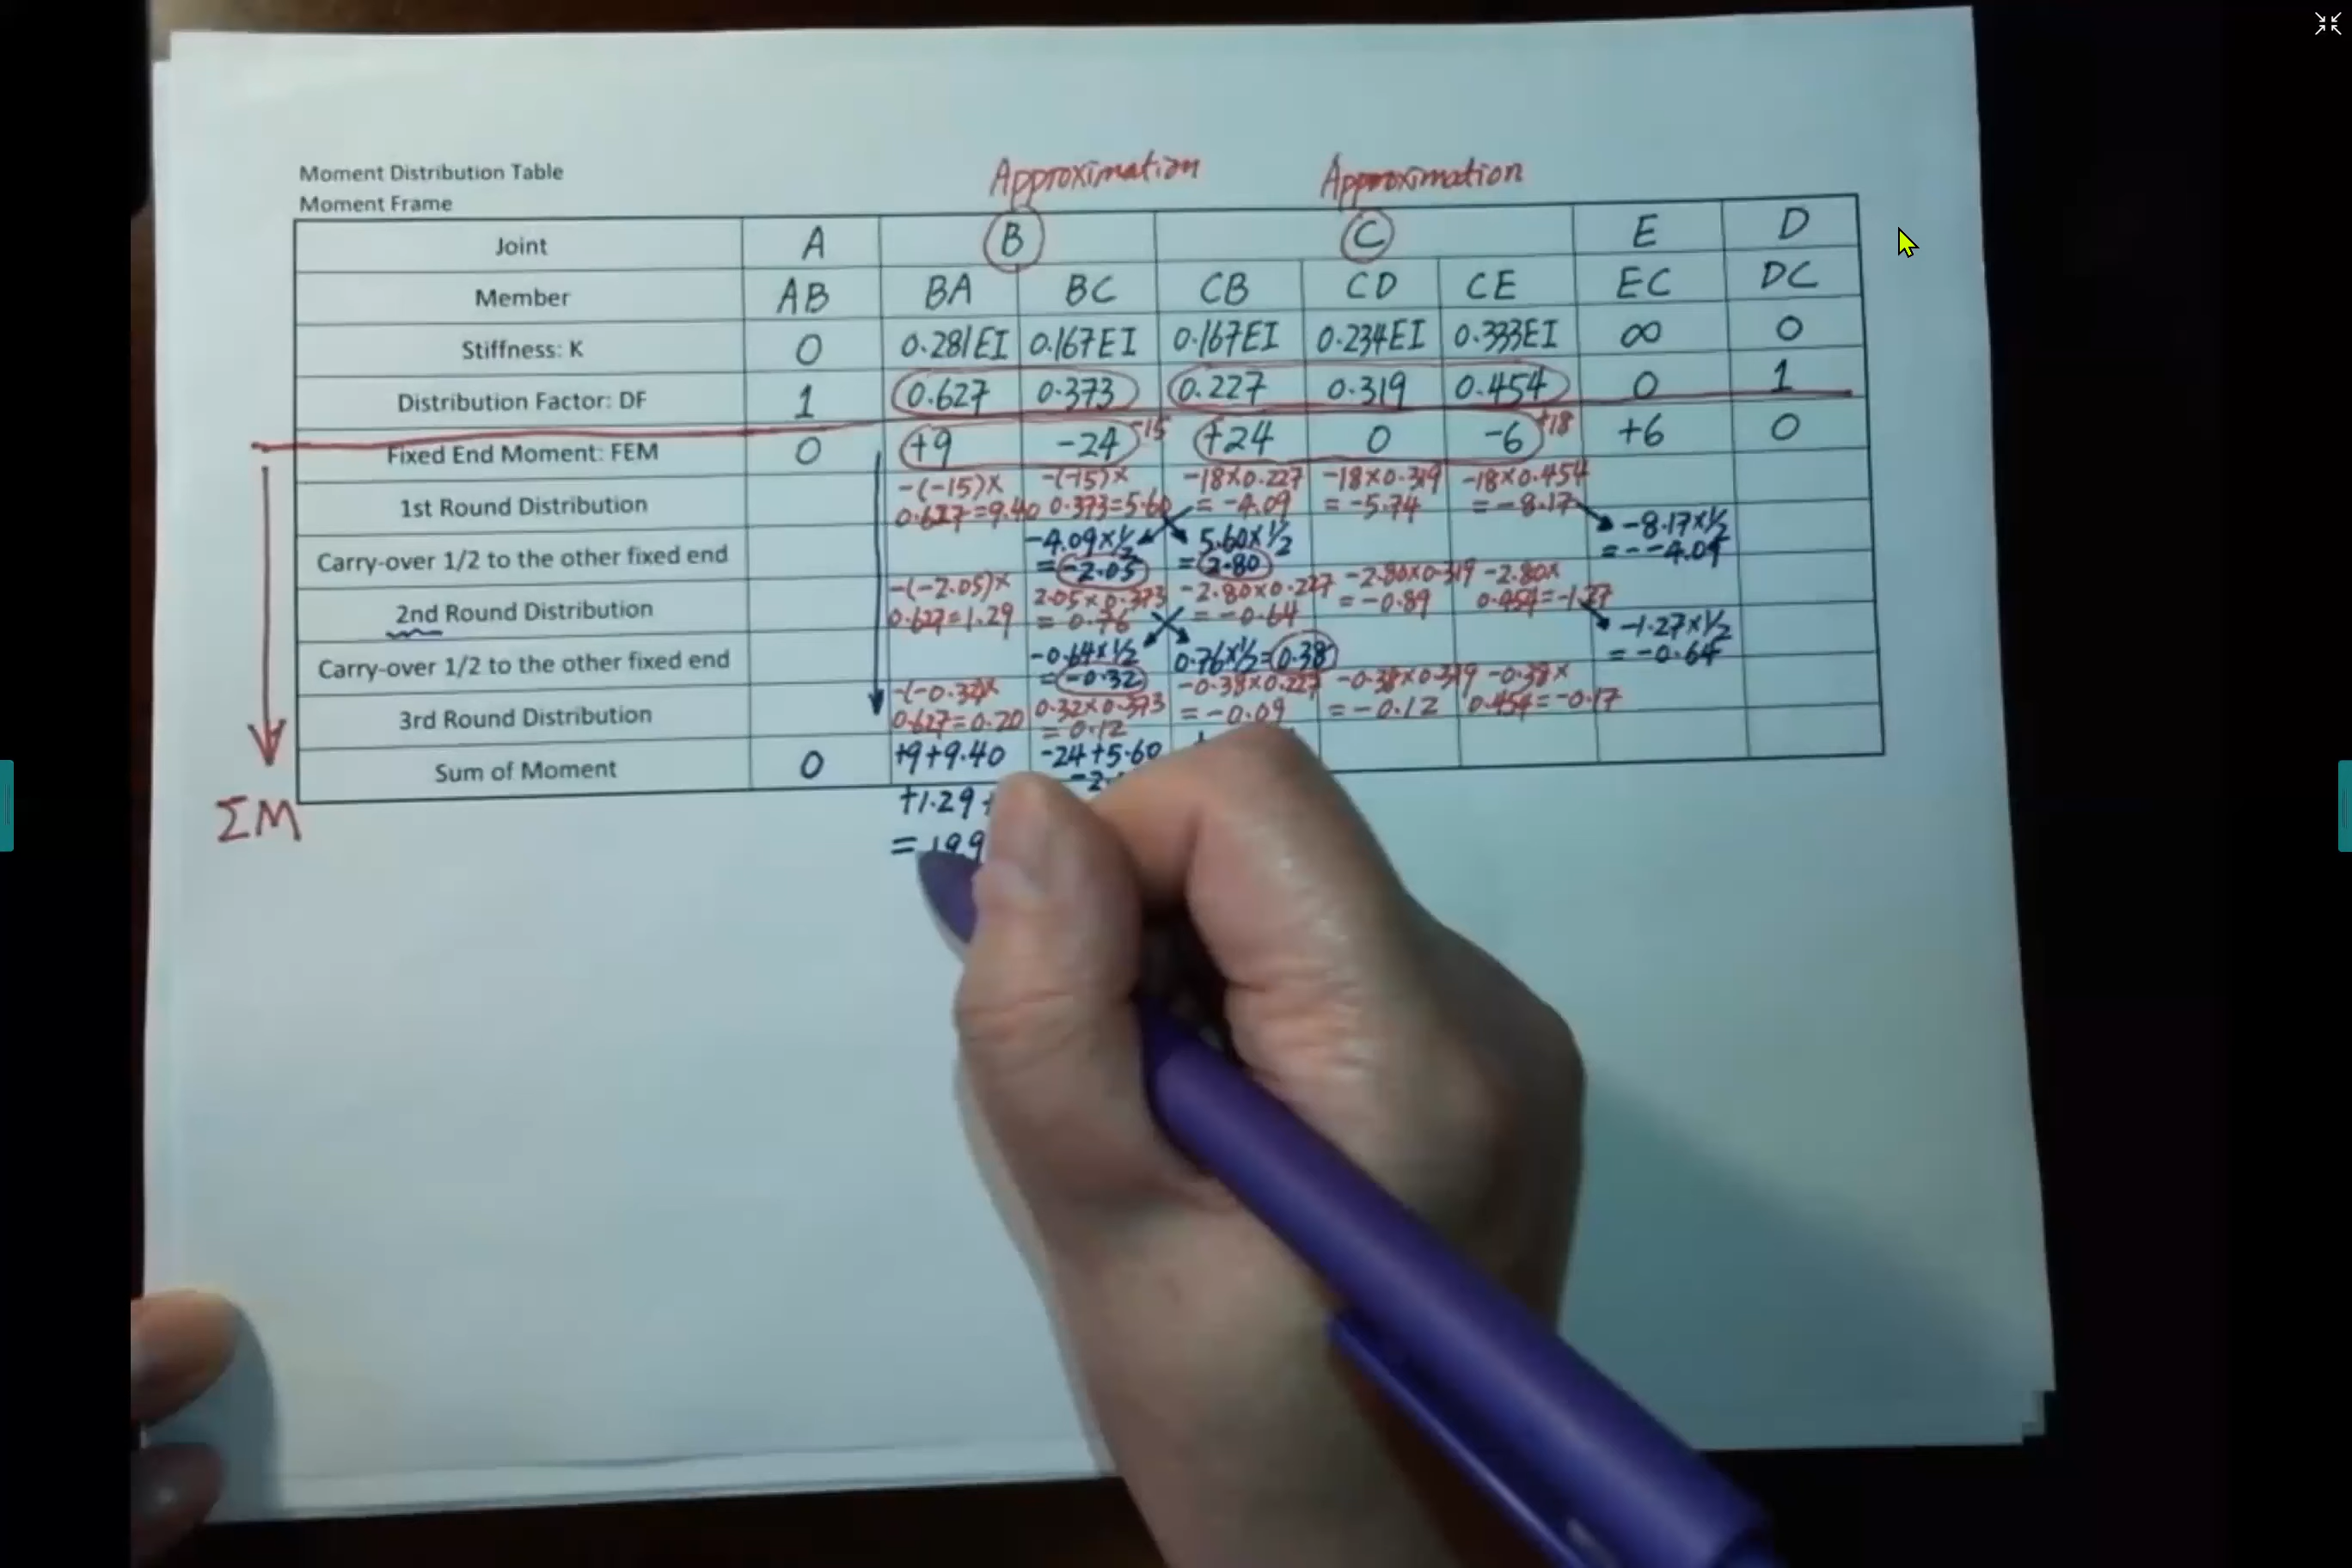 Approximation Approximation
Moment Distribution Table
Moment Frame
Joint A B C E D
Member AB BA BC CB CD CE EC DC
Stiffness: K 0 0.281EI 0.167EI 0.167EI 0.234EI 0.333EI ∞ 0
Distribution Factor: DF 1 0.627 0.373 0.227 0.319 0.454 0 1
Fixed End Moment: FEM 0 +9 -24 -15 +24 0 -6 +18 +6 0
1st Round Distribution -(-15)× -(-15)× -18×0.227 -18×0.319 -18×0.454
0.627=9.40 0.373=5.60 = -4.09 = -5.74 = -8.17
Carry-over 1/2 to the other fixed end -4.09×1/2 5.60×1/2 -8.17×1/2
= -2.05 = 2.80 = --4.09
2nd Round Distribution -(-2.05)× 2.05×0.373 -2.80×0.227 -2.80×0.319 -2.80×
0.627=1.29 = 0.76 = -0.64 = -0.89 0.454=-1.27
Carry-over 1/2 to the other fixed end -0.64×1/2 0.76×1/2=0.38 -1.27×1/2
= -0.32 = -0.64
3rd Round Distribution -(-0.32)× 0.32×0.373 -0.38×0.227 -0.38×0.319 -0.38×
0.627=0.20 = 0.12 = -0.09 = -0.12 0.454=-0.17
Sum of Moment 0 +9+9.40 -24+5.60
+1.29
ΣM